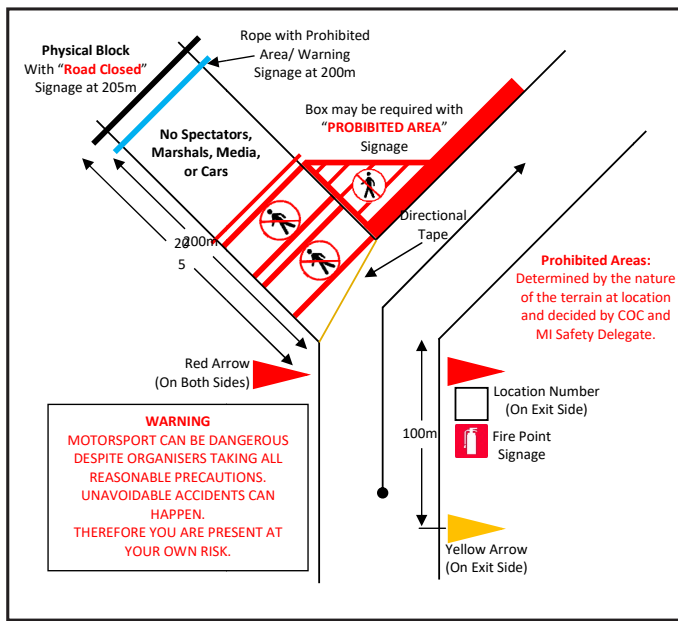 Physical Block
With “Road Closed”
Signage at 205m
Rope with Prohibited
Area/ Warning
Signage at 200m
No Spectators,
Marshals, Media,
or Cars
Box may be required with
“PROBIBITED AREA”
Signage
Directional
Tape
200m
20
5
Prohibited Areas:
Determined by the nature
of the terrain at location
and decided by COC and
MI Safety Delegate.
Red Arrow
(On Both Sides)
Location Number
(On Exit Side)
Fire Point
Signage
100m
Yellow Arrow
(On Exit Side)
WARNING
MOTORSPORT CAN BE DANGEROUS
DESPITE ORGANISERS TAKING ALL
REASONABLE PRECAUTIONS.
UNAVOIDABLE ACCIDENTS CAN
HAPPEN.
THEREFORE YOU ARE PRESENT AT
YOUR OWN RISK.